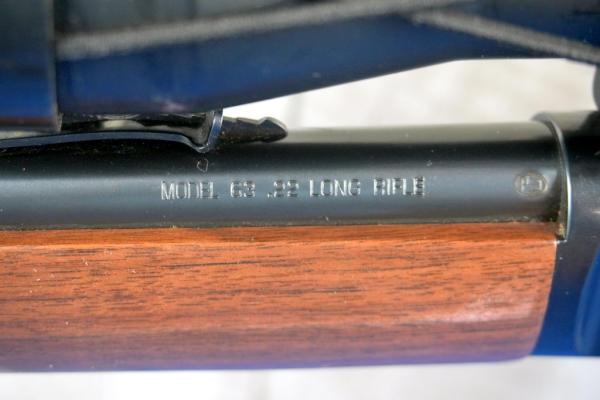 MODEL 63 .22 LONG RIFLE